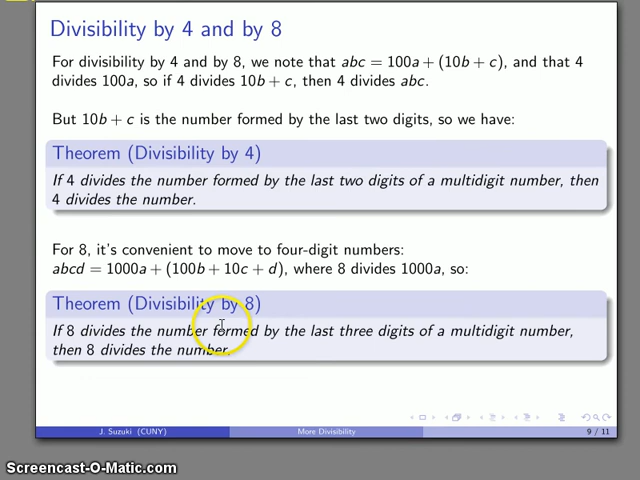 Divisibility by 4 and by 8
For divisibility by 4 and by 8, we note that abc = 100a + (10b + c), and that 4
divides 100a, so if 4 divides 10b + c, then 4 divides abc.
But 10b + c is the number formed by the last two digits, so we have:
Theorem (Divisibility by 4)
If 4 divides the number formed by the last two digits of a multidigit number, then
4 divides the number.
For 8, it's convenient to move to four-digit numbers:
abcd = 1000a + (100b + 10c + d), where 8 divides 1000a, so:
Theorem (Divisibility by 8)
If 8 divides the number formed by the last three digits of a multidigit number,
then 8 divides the number.
J. Suzuki (CUNY) More Divisibility 9 / 11
Screencast-O-Matic.com